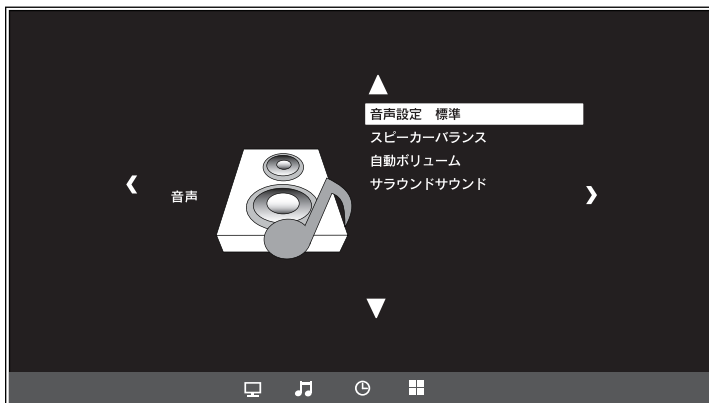 音声
音声設定　標準
スピーカーバランス
自動ボリューム
サラウンドサウンド